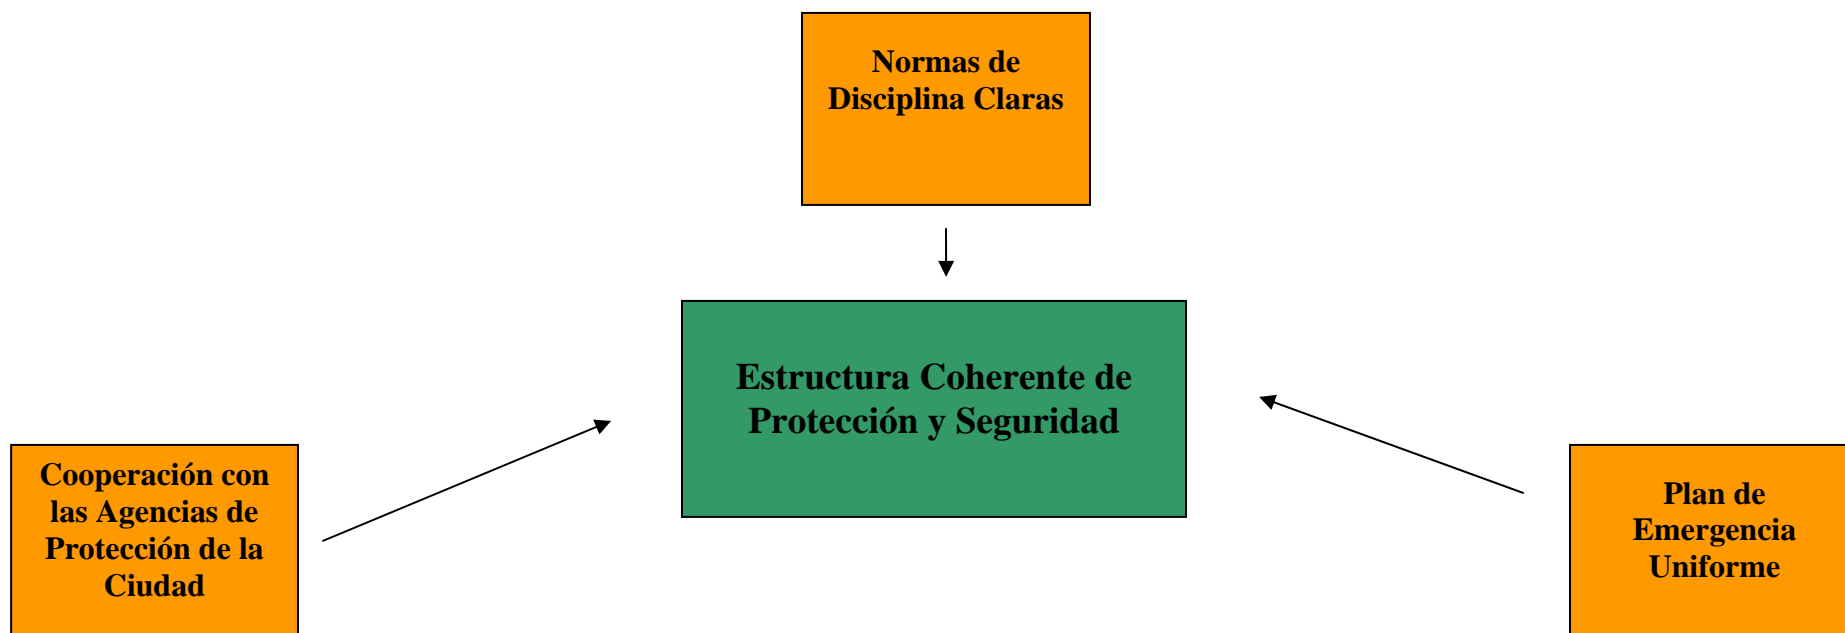 Normas de
Disciplina Claras
Estructura Coherente de
Protección y Seguridad
Cooperación con
las Agencias de
Protección de la
Ciudad
Plan de
Emergencia
Uniforme